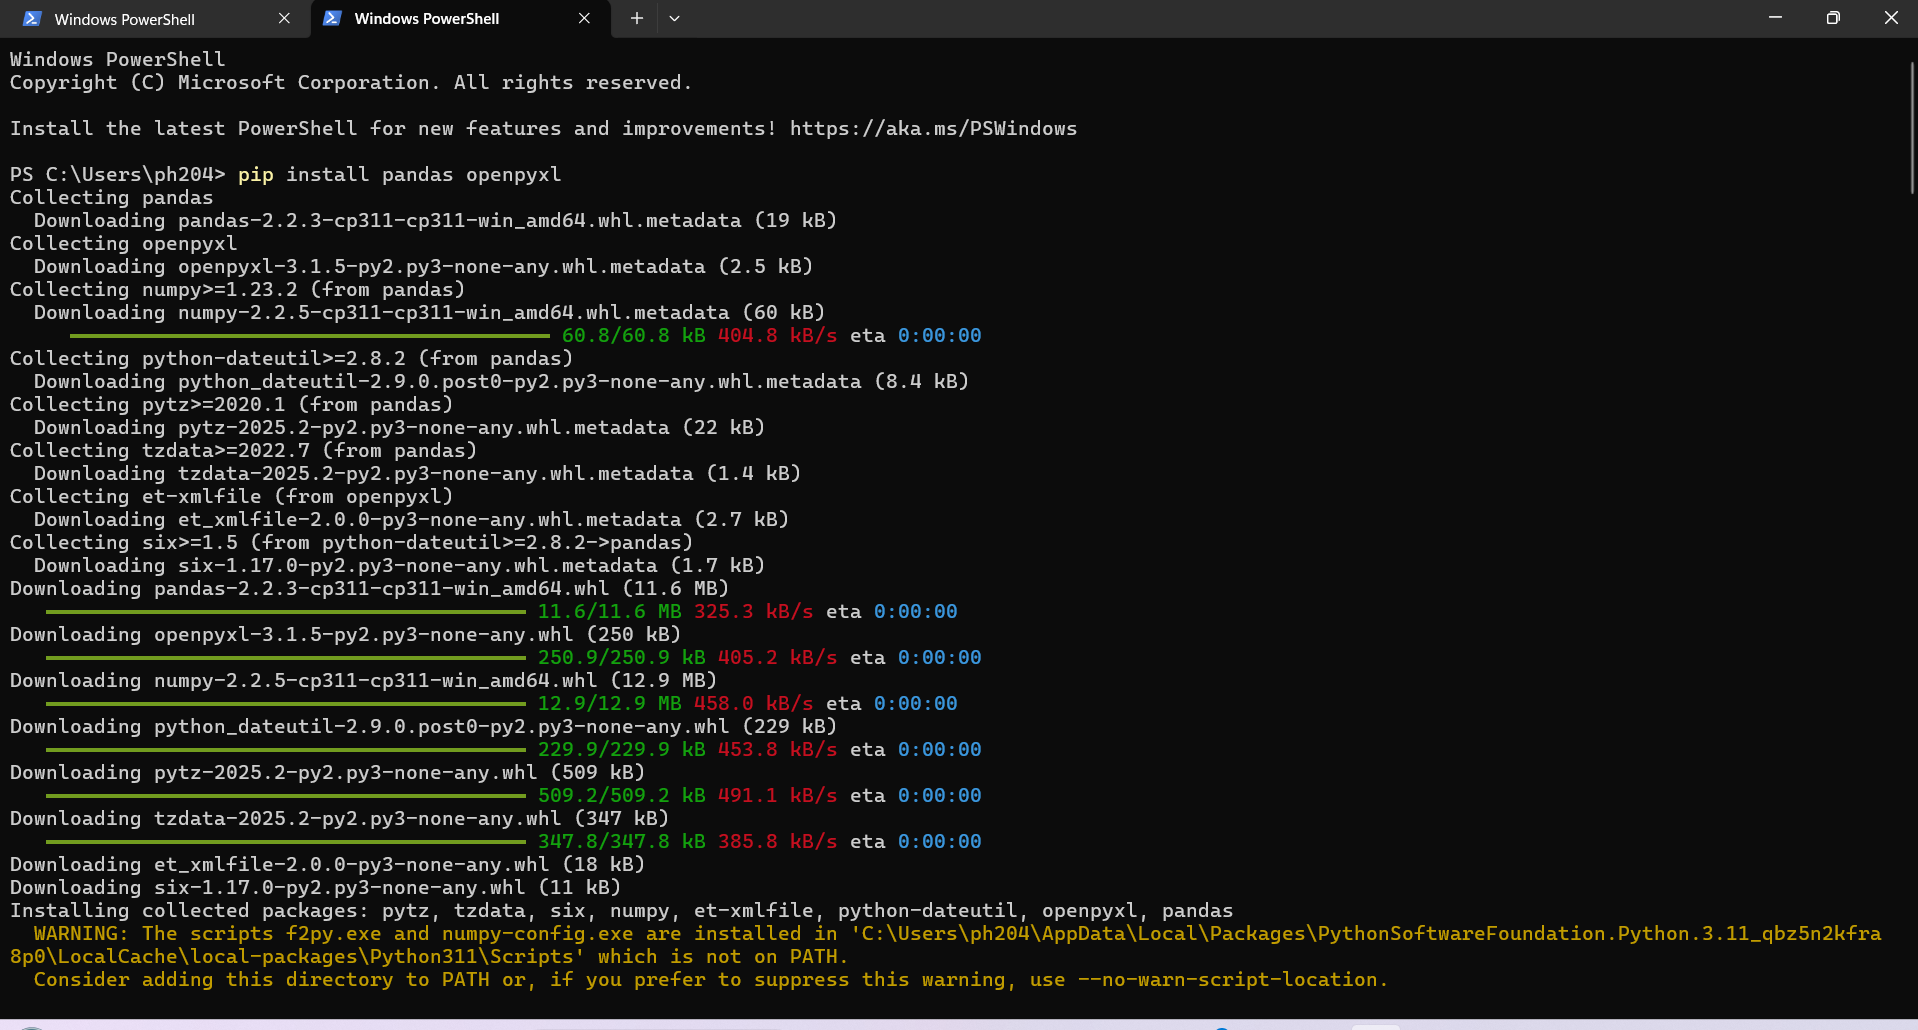 Windows PowerShell
Windows PowerShell
Windows PowerShell
Copyright (C) Microsoft Corporation. All rights reserved.
Install the latest PowerShell for new features and improvements! https://aka.ms/PSWindows
PS C:\Users\ph204> pip install pandas openpyxl
Collecting pandas
Downloading pandas-2.2.3-cp311-cp311-win_amd64.whl.metadata (19 kB)
Collecting openpyxl
Downloading openpyxl-3.1.5-py2.py3-none-any.whl.metadata (2.5 kB)
Collecting numpy>=1.23.2 (from pandas)
Downloading numpy-2.2.5-cp311-cp311-win_amd64.whl.metadata (60 kB)
60.8/60.8 kB 404.8 kB/s eta 0:00:00
Collecting python-dateutil>=2.8.2 (from pandas)
Downloading python_dateutil-2.9.0.post0-py2.py3-none-any.whl.metadata (8.4 kB)
Collecting pytz>=2020.1 (from pandas)
Downloading pytz-2025.2-py2.py3-none-any.whl.metadata (22 kB)
Collecting tzdata>=2022.7 (from pandas)
Downloading tzdata-2025.2-py2.py3-none-any.whl.metadata (1.4 kB)
Collecting et-xmlfile (from openpyxl)
Downloading et_xmlfile-2.0.0-py3-none-any.whl.metadata (2.7 kB)
Collecting six>=1.5 (from python-dateutil>=2.8.2->pandas)
Downloading six-1.17.0-py2.py3-none-any.whl.metadata (1.7 kB)
Downloading pandas-2.2.3-cp311-cp311-win_amd64.whl (11.6 MB)
11.6/11.6 MB 325.3 kB/s eta 0:00:00
Downloading openpyxl-3.1.5-py2.py3-none-any.whl (250 kB)
250.9/250.9 kB 405.2 kB/s eta 0:00:00
Downloading numpy-2.2.5-cp311-cp311-win_amd64.whl (12.9 MB)
12.9/12.9 MB 458.0 kB/s eta 0:00:00
Downloading python_dateutil-2.9.0.post0-py2.py3-none-any.whl (229 kB)
229.9/229.9 kB 453.8 kB/s eta 0:00:00
Downloading pytz-2025.2-py2.py3-none-any.whl (509 kB)
509.2/509.2 kB 491.1 kB/s eta 0:00:00
Downloading tzdata-2025.2-py2.py3-none-any.whl (347 kB)
347.8/347.8 kB 385.8 kB/s eta 0:00:00
Downloading et_xmlfile-2.0.0-py3-none-any.whl (18 kB)
Downloading six-1.17.0-py2.py3-none-any.whl (11 kB)
Installing collected packages: pytz, tzdata, six, numpy, et-xmlfile, python-dateutil, openpyxl, pandas
WARNING: The scripts f2py.exe and numpy-config.exe are installed in 'C:\Users\ph204\AppData\Local\Packages\PythonSoftwareFoundation.Python.3.11_qbz5n2kfra
8p0\LocalCache\local-packages\Python311\Scripts' which is not on PATH.
Consider adding this directory to PATH or, if you prefer to suppress this warning, use --no-warn-script-location.